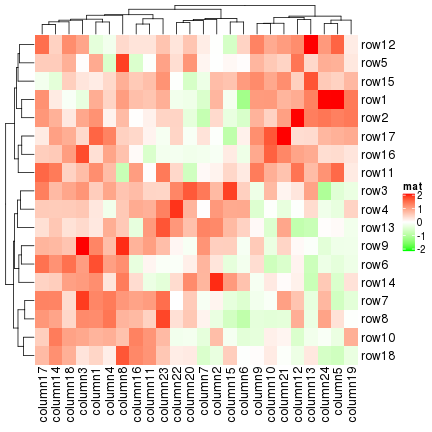 row12
row5
row15
row1
row2
row17
row16
row11
row3
row4
row13
row9
row6
row14
row7
row8
row10
row18
column17
column14
column18
column3
column1
column4
column8
column16
column11
column23
column22
column20
column7
column2
column15
column6
column9
column10
column21
column12
column13
column24
column5
column19
mat
2
1
0
-1
-2